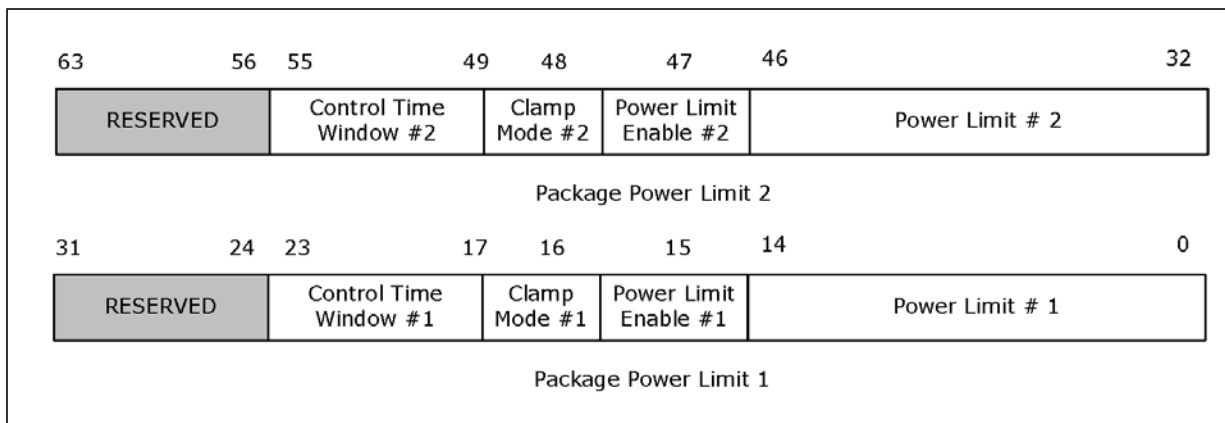 63 56 55 49 48 47 46 32
RESERVED
Control Time
Window #2
Clamp
Mode #2
Power Limit
Enable #2
Power Limit # 2
Package Power Limit 2
31 24 23 17 16 15 14 0
RESERVED
Control Time
Window #1
Clamp
Mode #1
Power Limit
Enable #1
Power Limit # 1
Package Power Limit 1